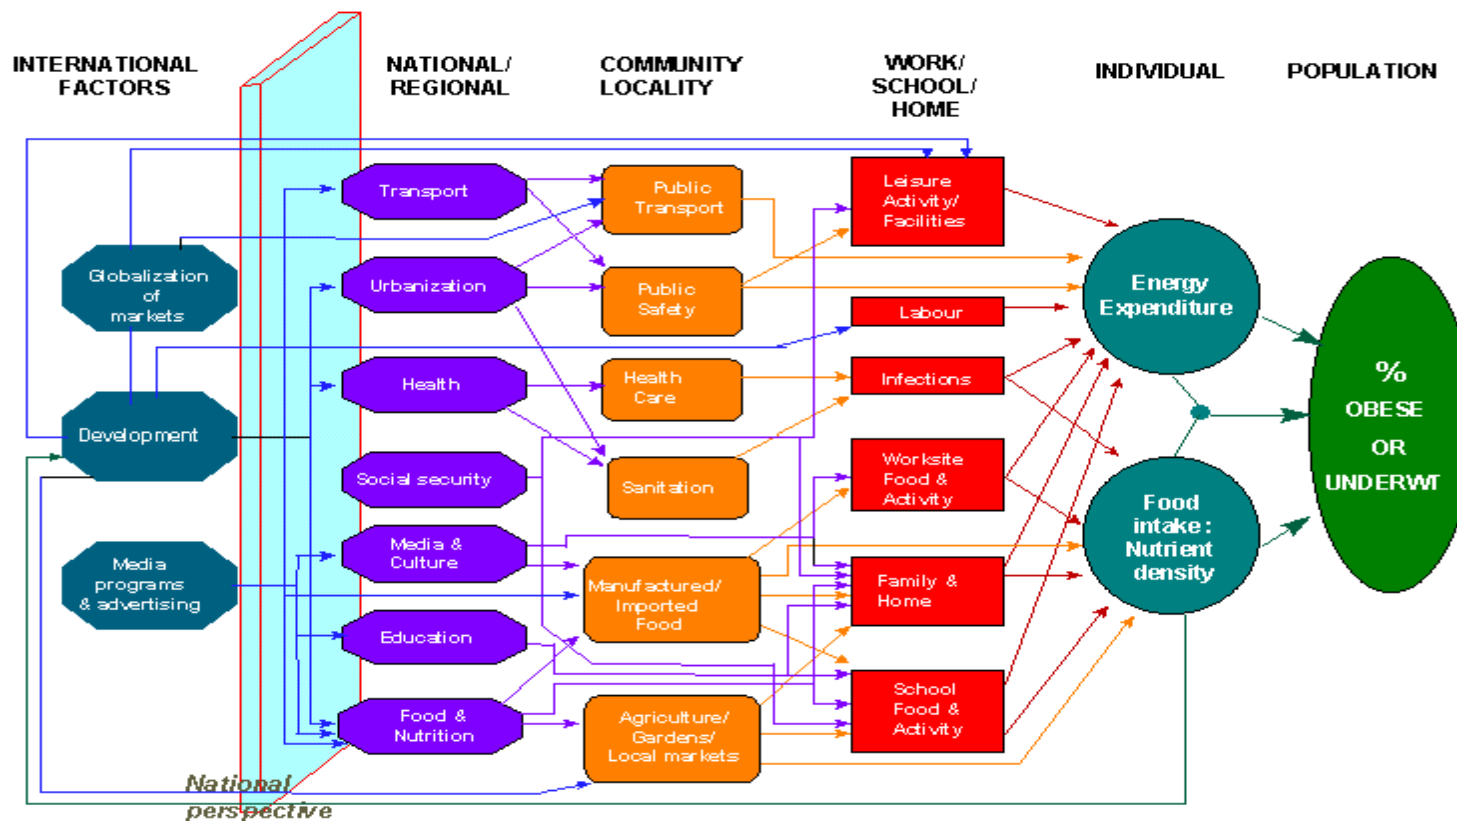 INTERNATIONAL
FACTORS
NATIONAL/
REGIONAL
COMMUNITY
LOCALITY
WORK/
SCHOOL/
HOME
INDIVIDUAL
POPULATION
Globalization
of
markets
Development
Media
programs
& advertising
Transport
Urbanization
Health
Social security
Media &
Culture
Education
Food &
Nutrition
Public
Transport
Public
Safety
Health
Care
Sanitation
Manufactured/
Imported
Food
Agriculture/
Gardens/
Local markets
Leisure
Activity/
Facilities
Labour
Infections
Worksite
Food &
Activity
Family &
Home
School
Food &
Activity
Energy
Expenditure
Food
intake :
Nutrient
density
%
OBESE
OR
UNDERWT
National
perspective